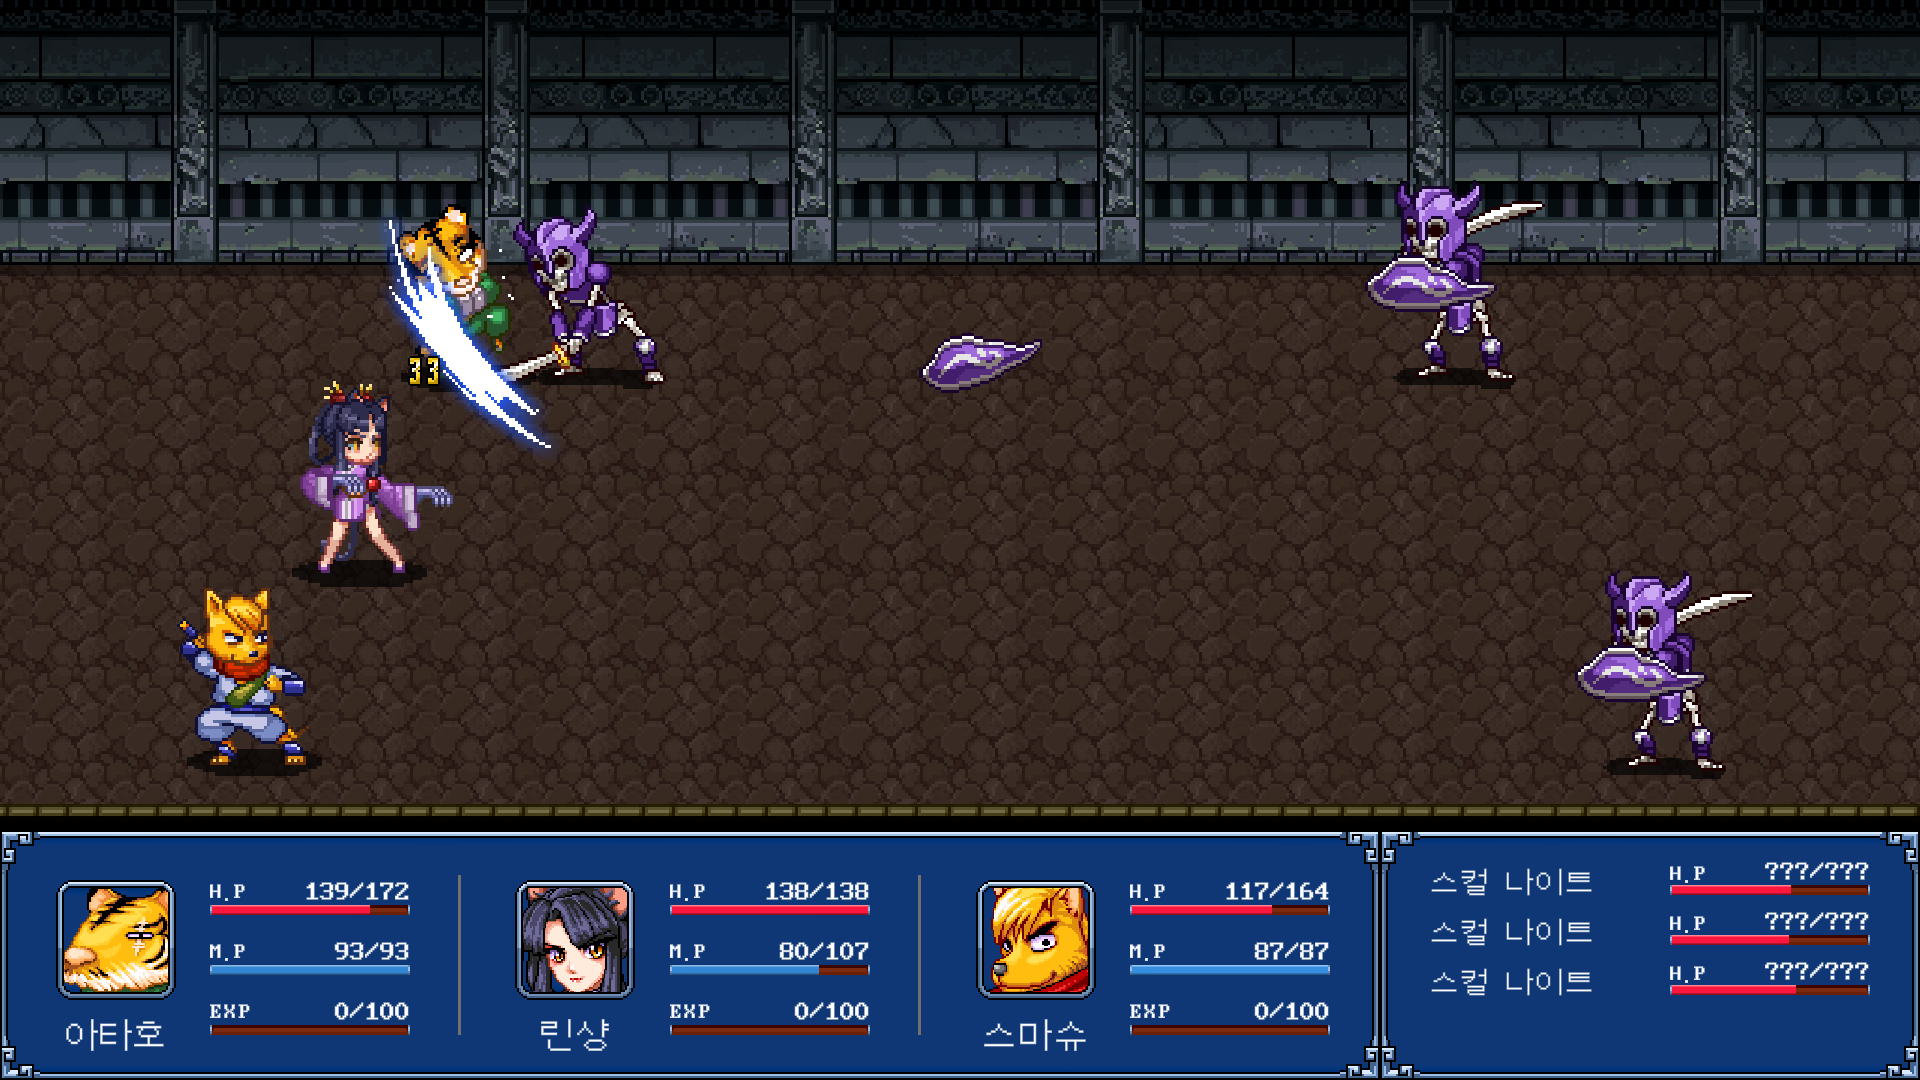 33
H.P 139/172
M.P 93/93
EXP 0/100
아타호
H.P 138/138
M.P 80/107
EXP 0/100
린샹
H.P 117/164
M.P 87/87
EXP 0/100
스마슈
스컬 나이트 H.P ???/???
스컬 나이트 H.P ???/???
스컬 나이트 H.P ???/???